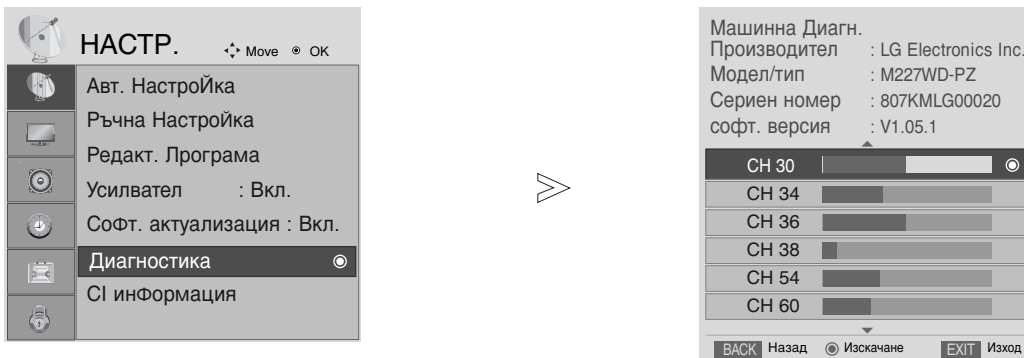 НАСТР. Move OK
Авт. НастроЙка
Ръчна НастроЙка
Редакт. Програма
Усилвател : Вкл.
СоФт. актуализация : Вкл.
Диагностика
CI инФормация
Машинна Диагн.
Производител : LG Electronics Inc.
Модел/тип : M227WD-PZ
Сериен номер : 807KMLG00020
софт. версия : V1.05.1
CH 30
CH 34
CH 36
CH 38
CH 54
CH 60
BACK Назад Изскачане EXIT Изход